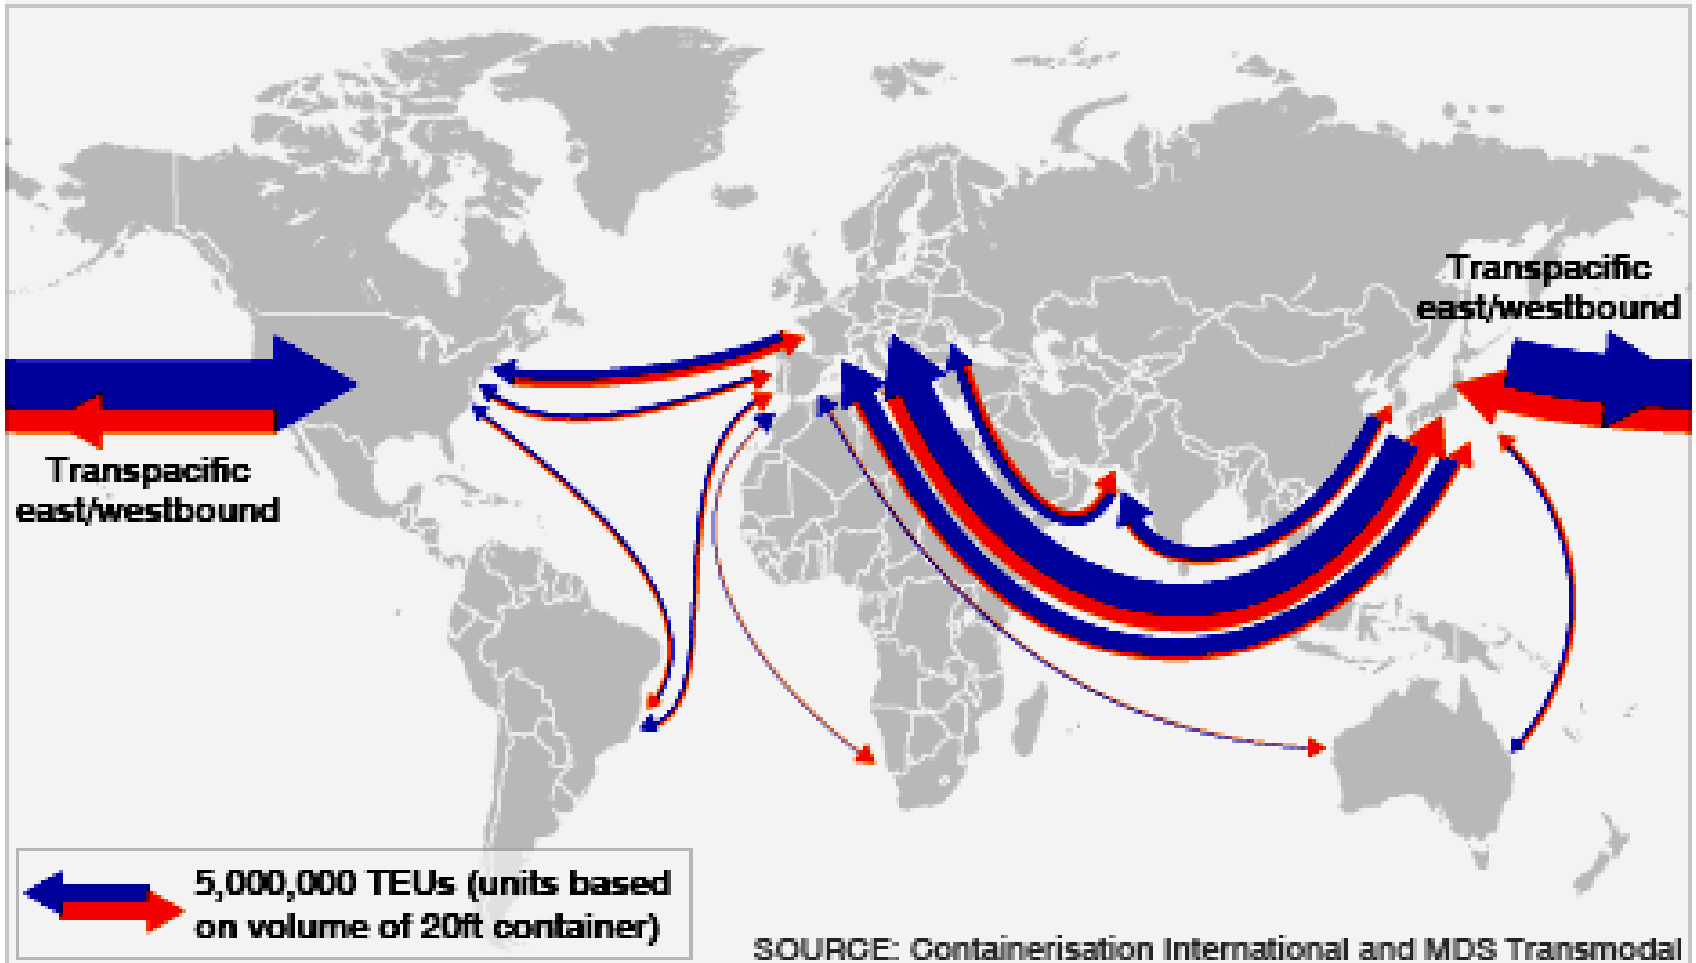 Transpacific
east/westbound
Transpacific
east/westbound
5,000,000 TEUs (units based
on volume of 20ft container)
SOURCE: Containerisation International and MDS Transmodal